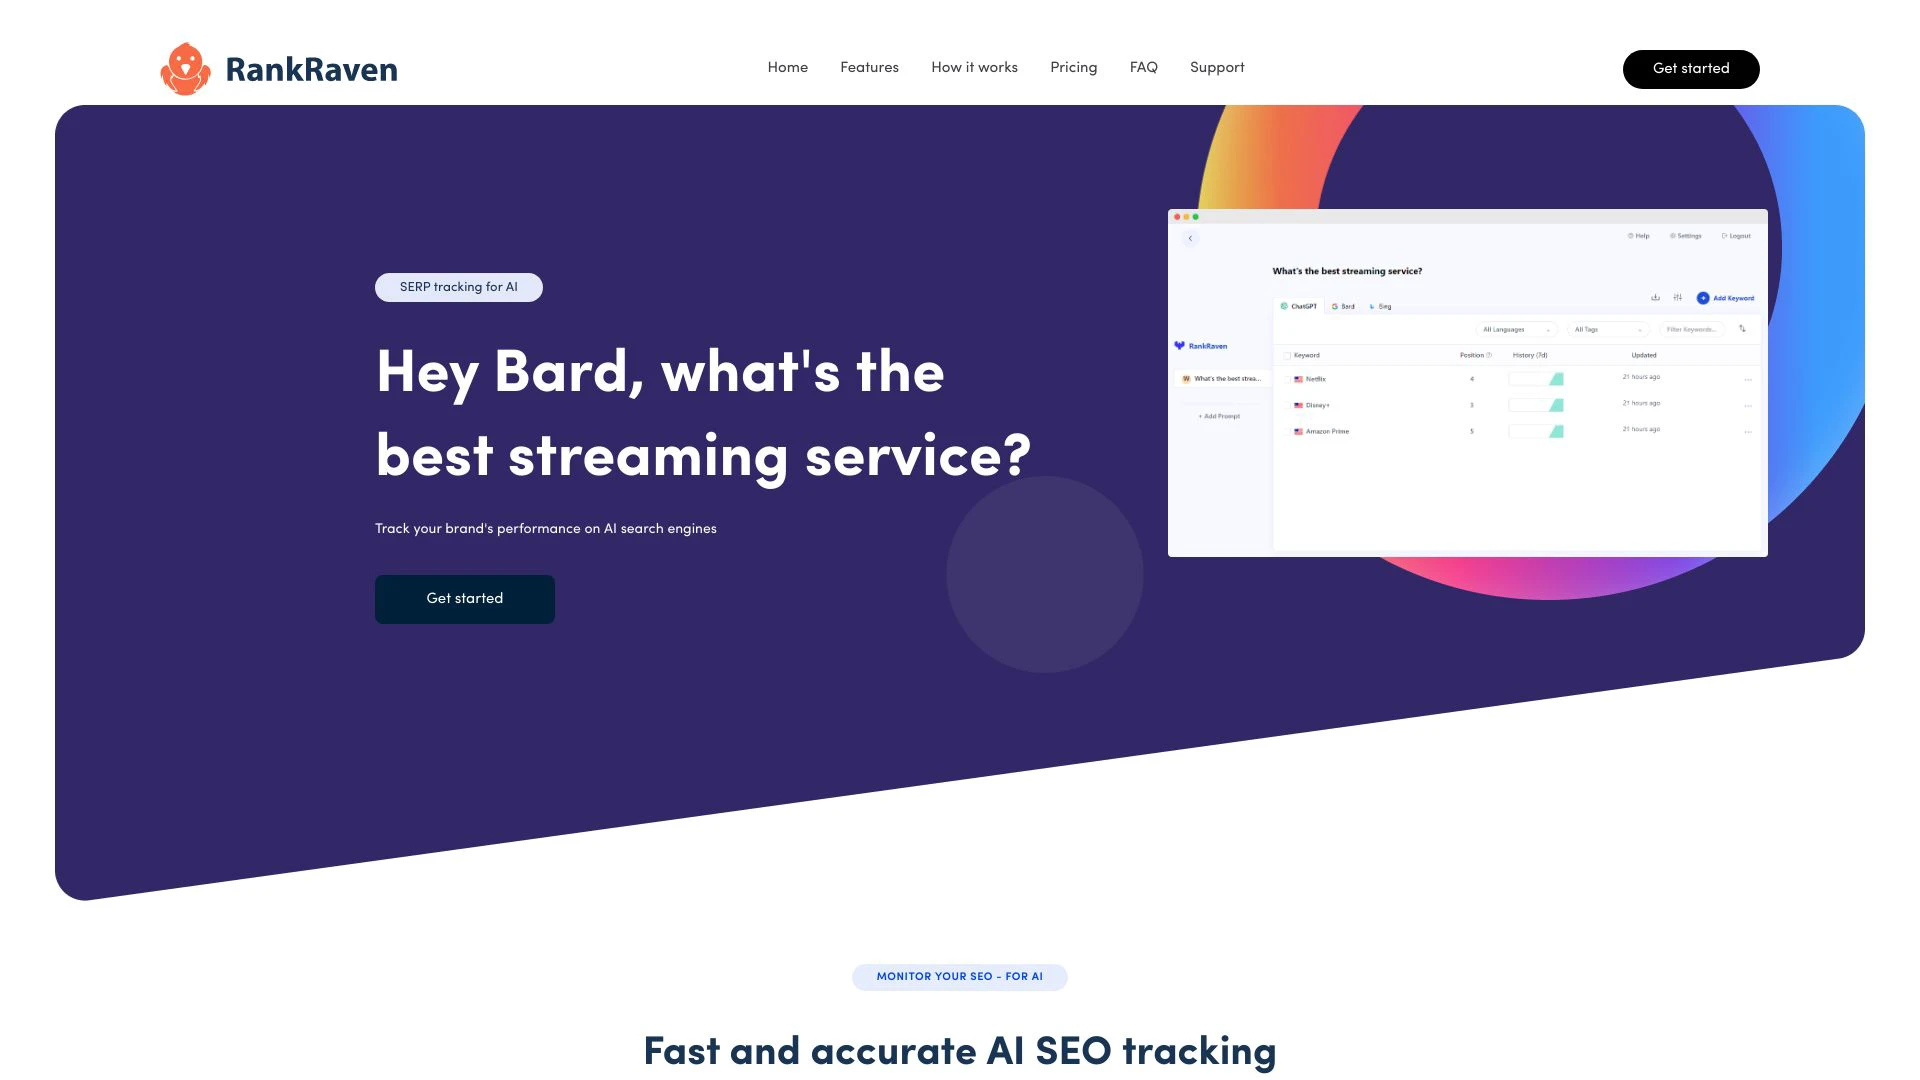 RankRaven
Home
Features
How it works
Pricing
FAQ
Support
Get started
SERP tracking for AI
Hey Bard, what's the
best streaming service?
Track your brand's performance on AI search engines
Get started
Help
Settings
Logout
What's the best streaming service?
ChatGPT
Bard
Bing
Add Keyword
All Languages
All Tags
Filter Keywords...
RankRaven
W What's the best strea...
+ Add Prompt
Keyword
Position
History (7d)
Updated
Netflix
4
21 hours ago
Disney+
3
21 hours ago
Amazon Prime
5
21 hours ago
MONITOR YOUR SEO - FOR AI
Fast and accurate AI SEO tracking